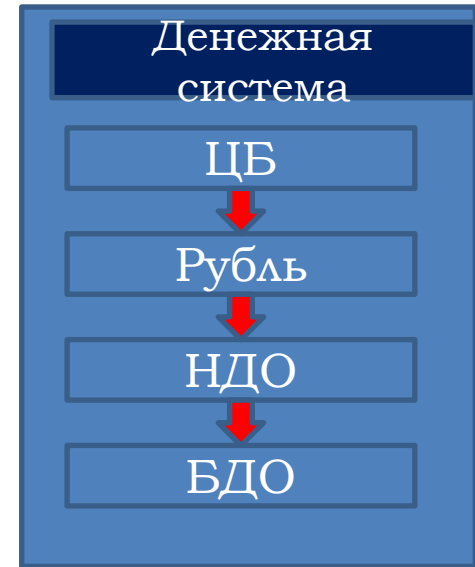 Денежная
система
ЦБ
Рубль
НДО
БДО